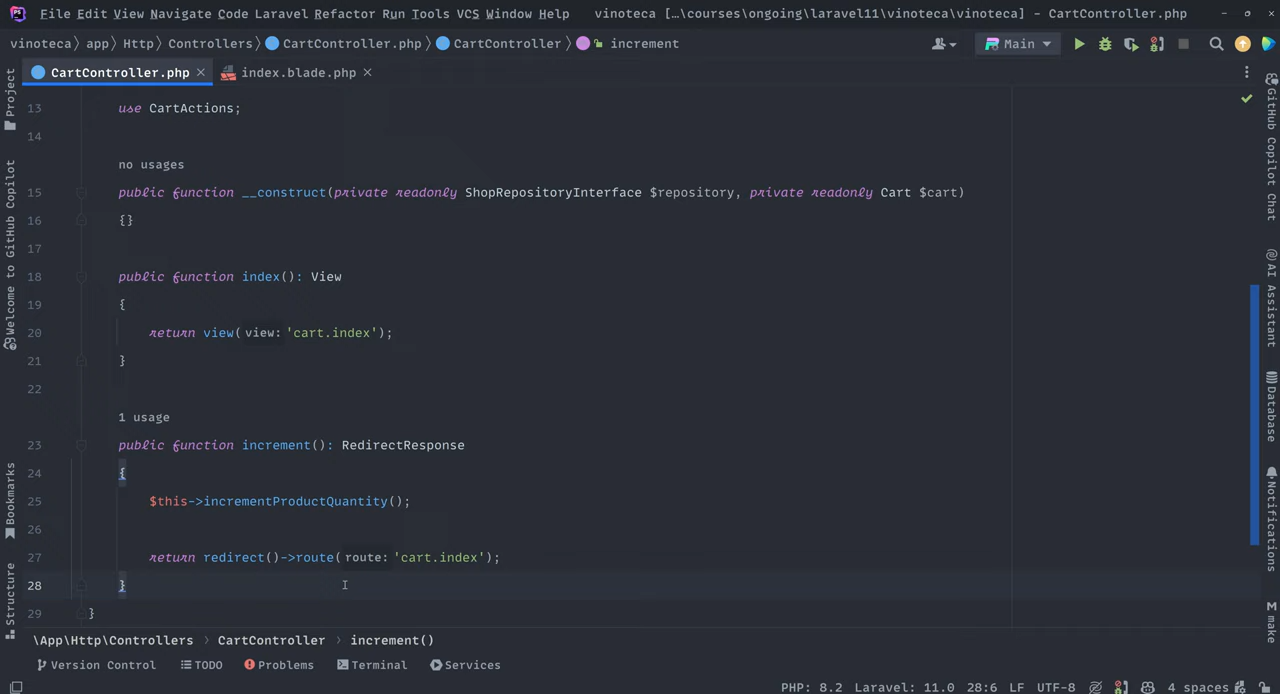 PS File Edit View Navigate Code Laravel Refactor Run Tools VCS Window Help vinoteca […\courses\ongoing\laravel11\vinoteca\vinoteca] - CartController.php
vinoteca > app > Http > Controllers > CartController.php > CartController > increment Main
CartController.php index.blade.php
13 use CartActions;
14
no usages
15 public function __construct(private readonly ShopRepositoryInterface $repository, private readonly Cart $cart)
16 {}
17
18 public function index(): View
19 {
20 return view( view: 'cart.index');
21 }
22
1 usage
23 public function increment(): RedirectResponse
24 {
25 $this->incrementProductQuantity();
26
27 return redirect()->route( route: 'cart.index');
28 }
29 }
\App\Http\Controllers > CartController > increment()
Version Control TODO Problems Terminal Services
PHP: 8.2 Laravel: 11.0 28:6 LF UTF-8 4 spaces
Project
Welcome to GitHub Copilot
Bookmarks
Structure
GitHub Copilot Chat
AI Assistant
Database
Notifications
M make